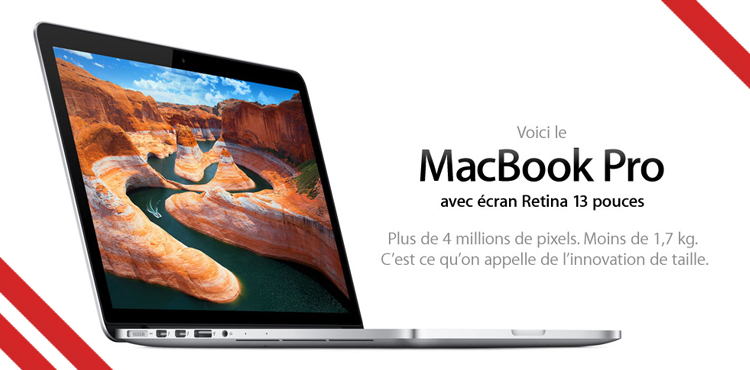 Voici le
MacBook Pro
avec écran Retina 13 pouces
Plus de 4 millions de pixels. Moins de 1,7 kg.
C’est ce qu’on appelle de l’innovation de taille.